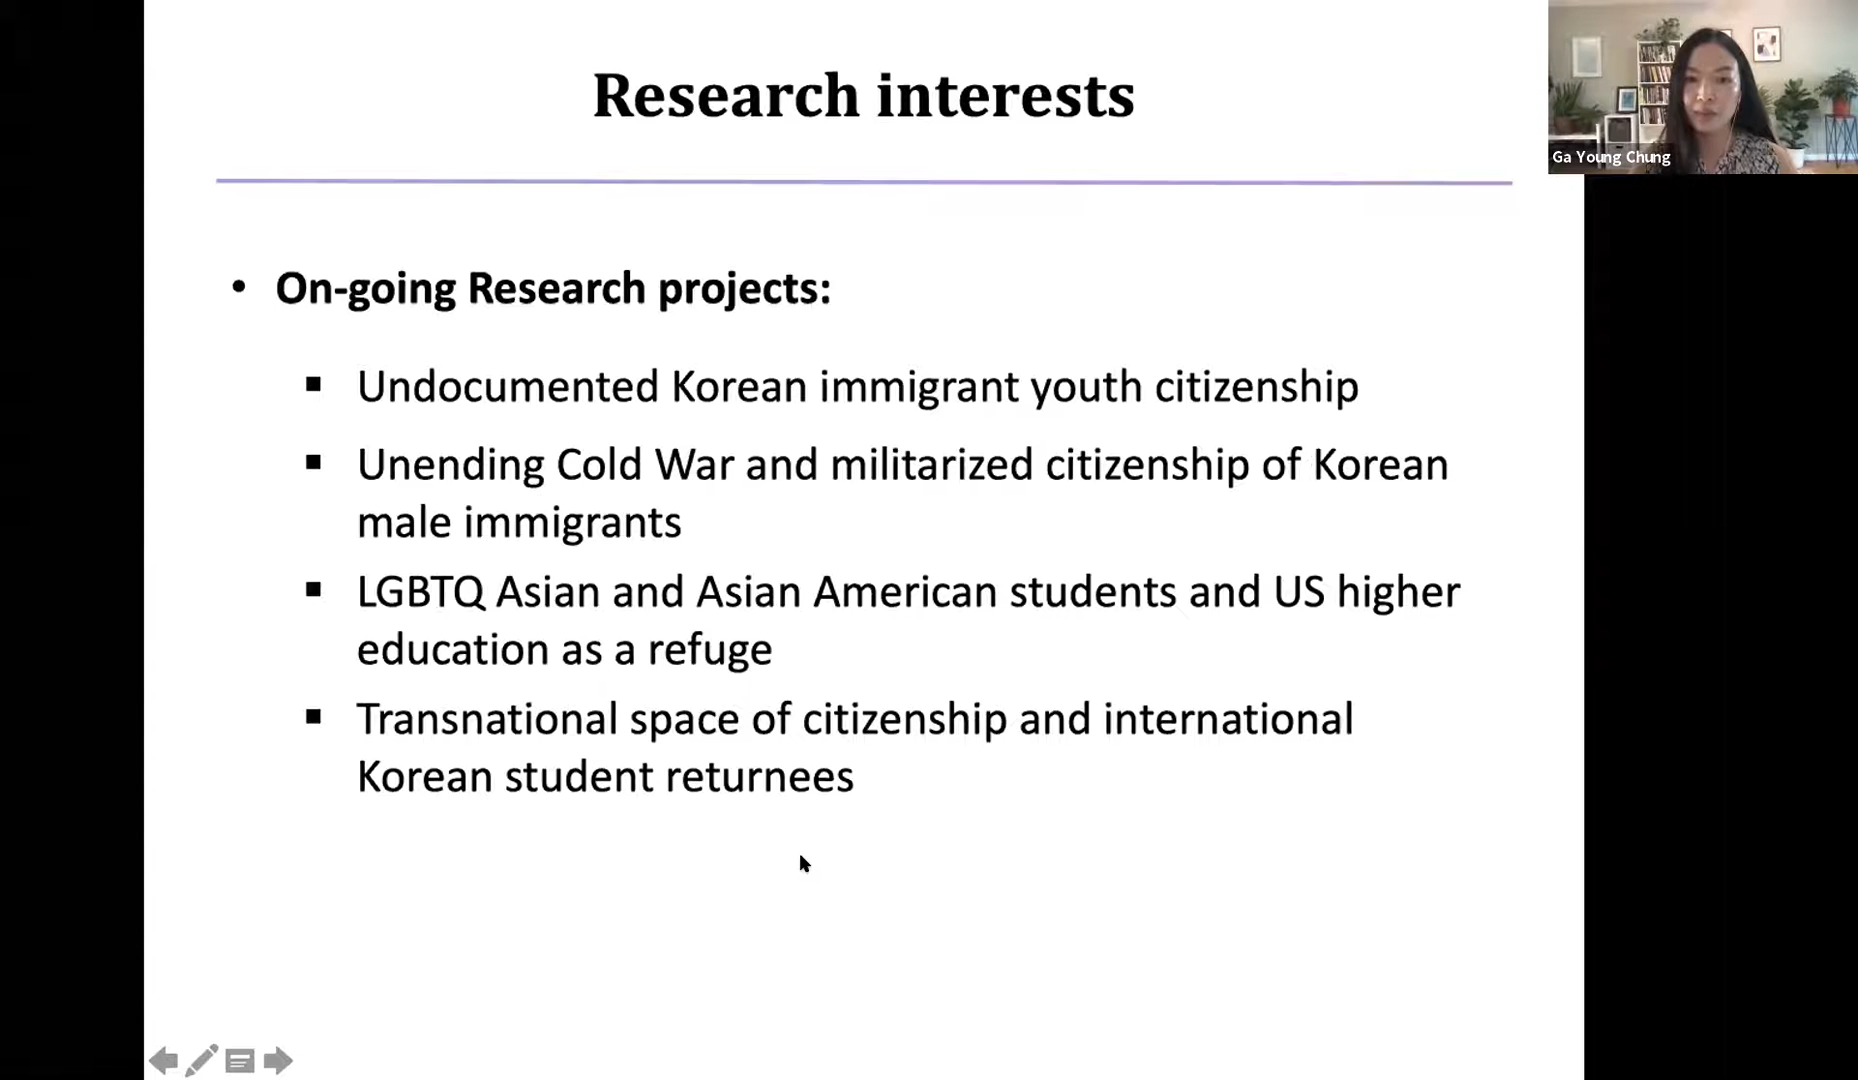 Research interests
Ga Young Chung
• On-going Research projects:
▪ Undocumented Korean immigrant youth citizenship
▪ Unending Cold War and militarized citizenship of Korean
male immigrants
▪ LGBTQ Asian and Asian American students and US higher
education as a refuge
▪ Transnational space of citizenship and international
Korean student returnees